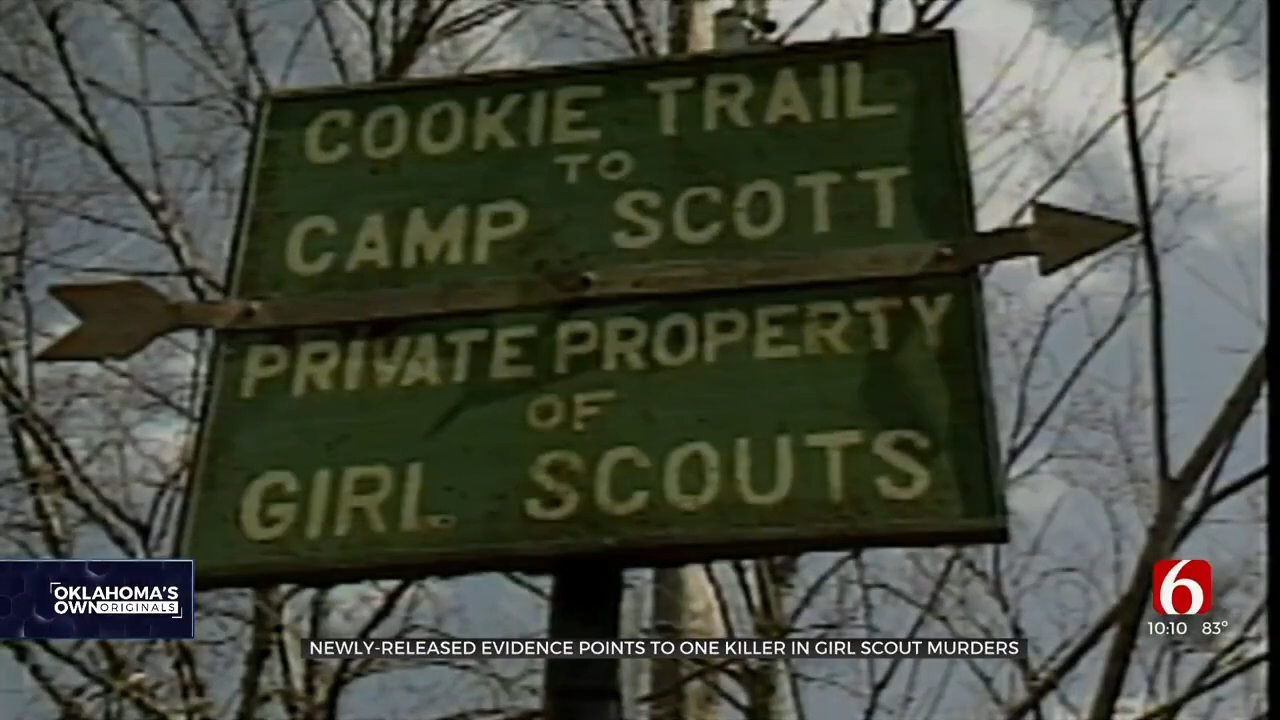 COOKIE TRAIL
TO
CAMP SCOTT
PRIVATE PROPERTY
OF
GIRL SCOUTS
OKLAHOMA'S
OWN ORIGINALS
6
10:10 83°
NEWLY-RELEASED EVIDENCE POINTS TO ONE KILLER IN GIRL SCOUT MURDERS